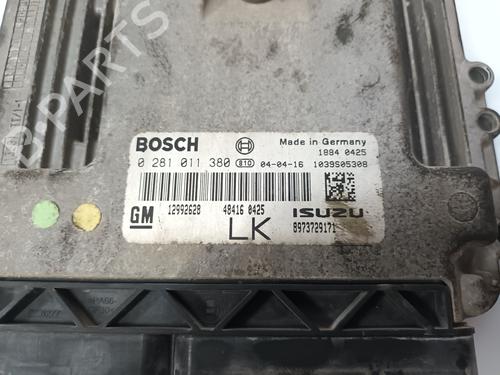 BOSCH Made in Germany
1884 0425
0 281 011 380 810 04-04-16 1039S05308
GM 12992628 48416 0425 ISUZU
LK 8973729171